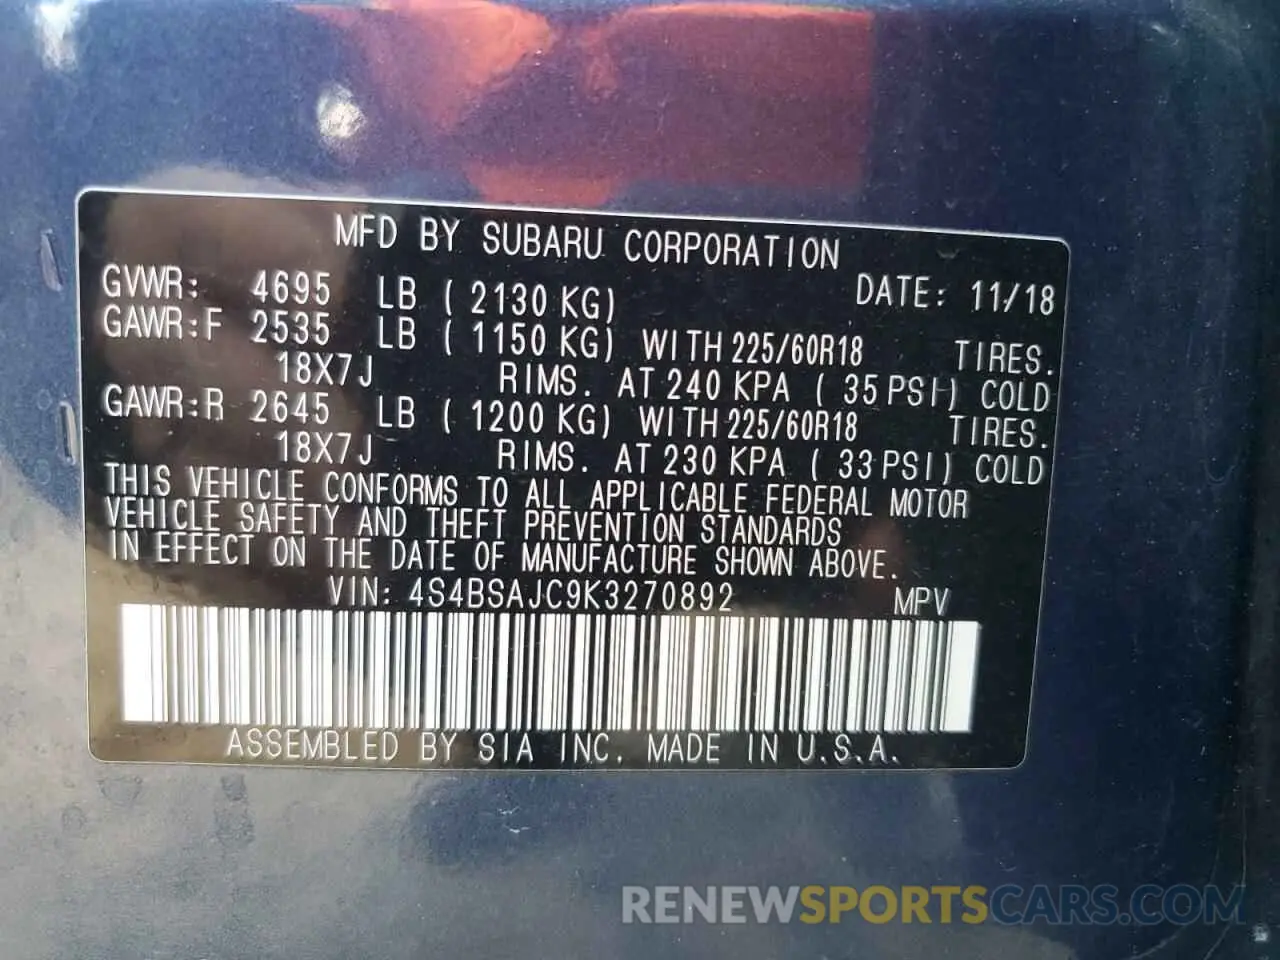 MFD BY SUBARU CORPORATION
GVWR: 4695 LB ( 2130 KG) DATE: 11/18
GAWR:F 2535 LB ( 1150 KG) WITH 225/60R18 TIRES.
18X7J RIMS. AT 240 KPA ( 35 PSI) COLD
GAWR:R 2645 LB ( 1200 KG) WITH 225/60R18 TIRES.
18X7J RIMS. AT 230 KPA ( 33 PSI) COLD
THIS VEHICLE CONFORMS TO ALL APPLICABLE FEDERAL MOTOR
VEHICLE SAFETY AND THEFT PREVENTION STANDARDS
IN EFFECT ON THE DATE OF MANUFACTURE SHOWN ABOVE.
VIN: 4S4BSAJC9K3270892 MPV
ASSEMBLED BY SIA INC. MADE IN U.S.A.
RENEWSPORTSCARS.COM